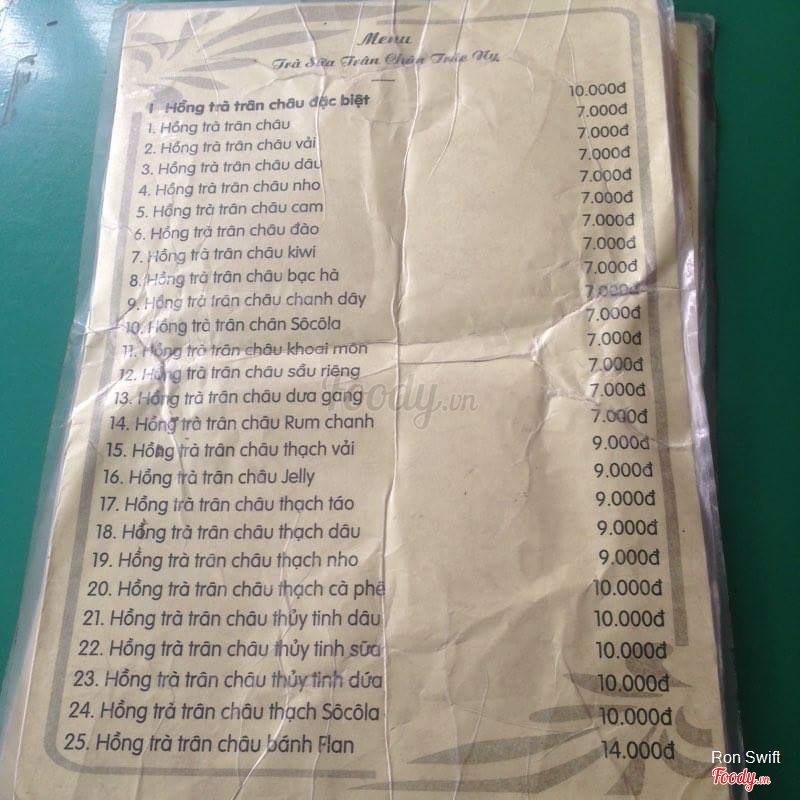 Menu
Trà Sữa Trân Châu
I Hồng trà trân châu đặc biệt 10.000đ
1. Hồng trà trân châu 7.000đ
2. Hồng trà trân châu vải 7.000đ
3. Hồng trà trân châu dâu 7.000đ
4. Hồng trà trân châu nho 7.000đ
5. Hồng trà trân châu cam 7.000đ
6. Hồng trà trân châu đào 7.000đ
7. Hồng trà trân châu kiwi 7.000đ
8. Hồng trà trân châu bạc hà 7.000đ
9. Hồng trà trân châu chanh dây 7.000đ
10. Hồng trà trân chân Sôcôla 7.000đ
11. Hồng trà trân châu khoai môn 7.000đ
12. Hồng trà trân châu sầu riêng 7.000đ
13. Hồng trà trân châu dưa gang 7.000đ
14. Hồng trà trân châu Rum chanh 7.000đ
15. Hồng trà trân châu thạch vải 9.000đ
16. Hồng trà trân châu Jelly 9.000đ
17. Hồng trà trân châu thạch táo 9.000đ
18. Hồng trà trân châu thạch dâu 9.000đ
19. Hồng trà trân châu thạch nho 9.000đ
20. Hồng trà trân châu thạch cà phê 10.000đ
21. Hồng trà trân châu thủy tinh dâu 10.000đ
22. Hồng trà trân châu thủy tinh sữa 10.000đ
23. Hồng trà trân châu thủy tinh dứa 10.000đ
24. Hồng trà trân châu thạch Sôcôla 10.000đ
25. Hồng trà trân châu bánh Flan 14.000đ
Foody.vn
Ron Swift
Foody.vn